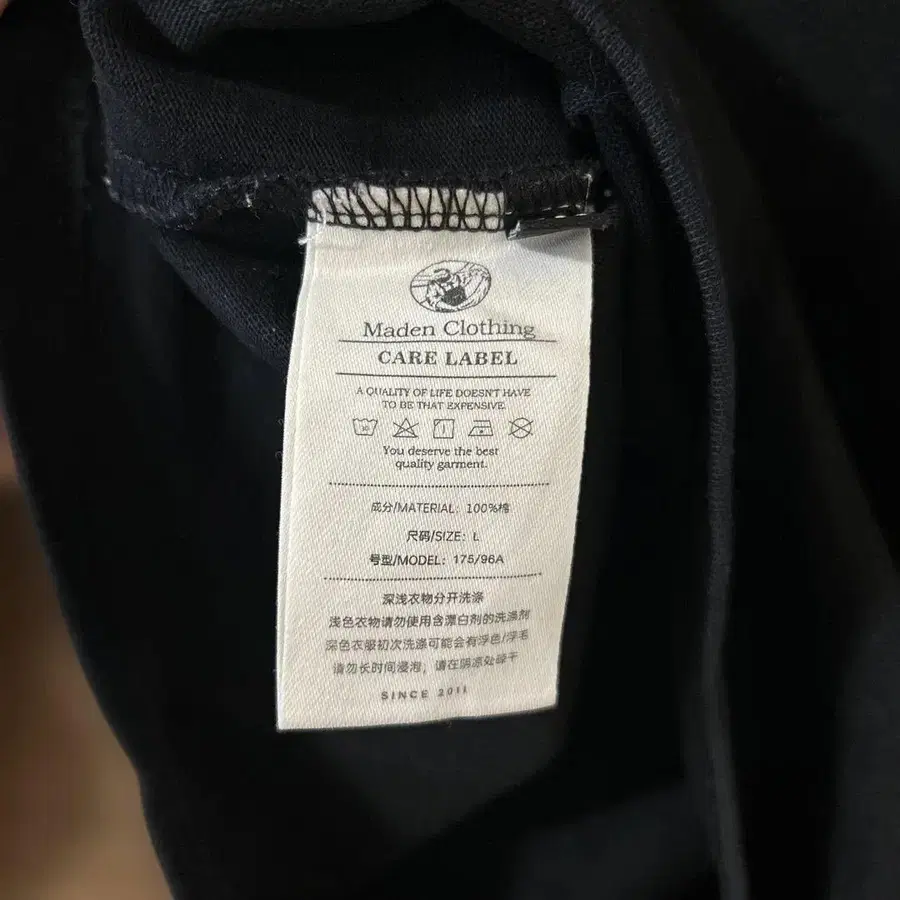 Maden Clothing
CARE LABEL
A QUALITY OF LIFE DOESN'T HAVE
TO BE THAT EXPENSIVE.
30
You deserve the best
quality garment.
成分/MATERIAL: 100%棉
尺码/SIZE: L
号型/MODEL: 175/96A
深浅衣物分开洗涤
浅色衣物请勿使用含漂白剂的洗涤剂
深色衣服初次洗涤可能会有浮色/浮毛
请勿长时间浸泡，请在阴凉处晾干
SINCE 2011